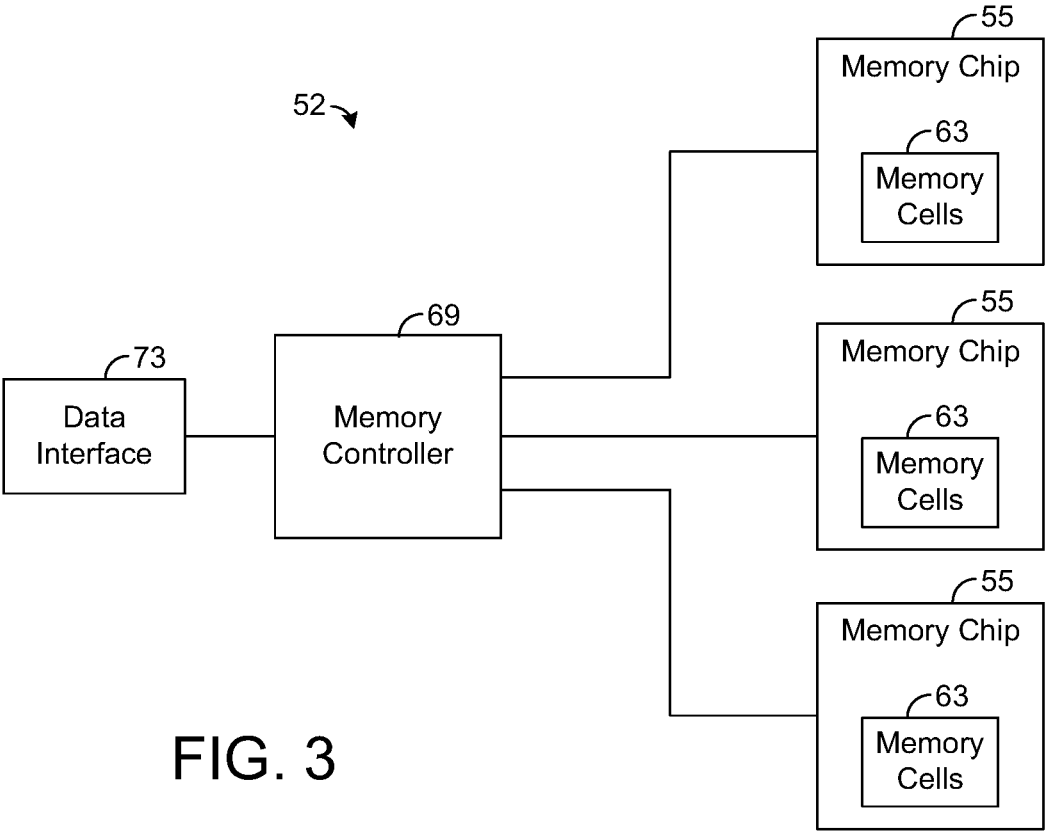 55
Memory Chip
52
63
Memory
Cells
69
55
Memory Chip
73
Data
Interface
Memory
Controller
63
Memory
Cells
55
Memory Chip
63
Memory
Cells
FIG. 3